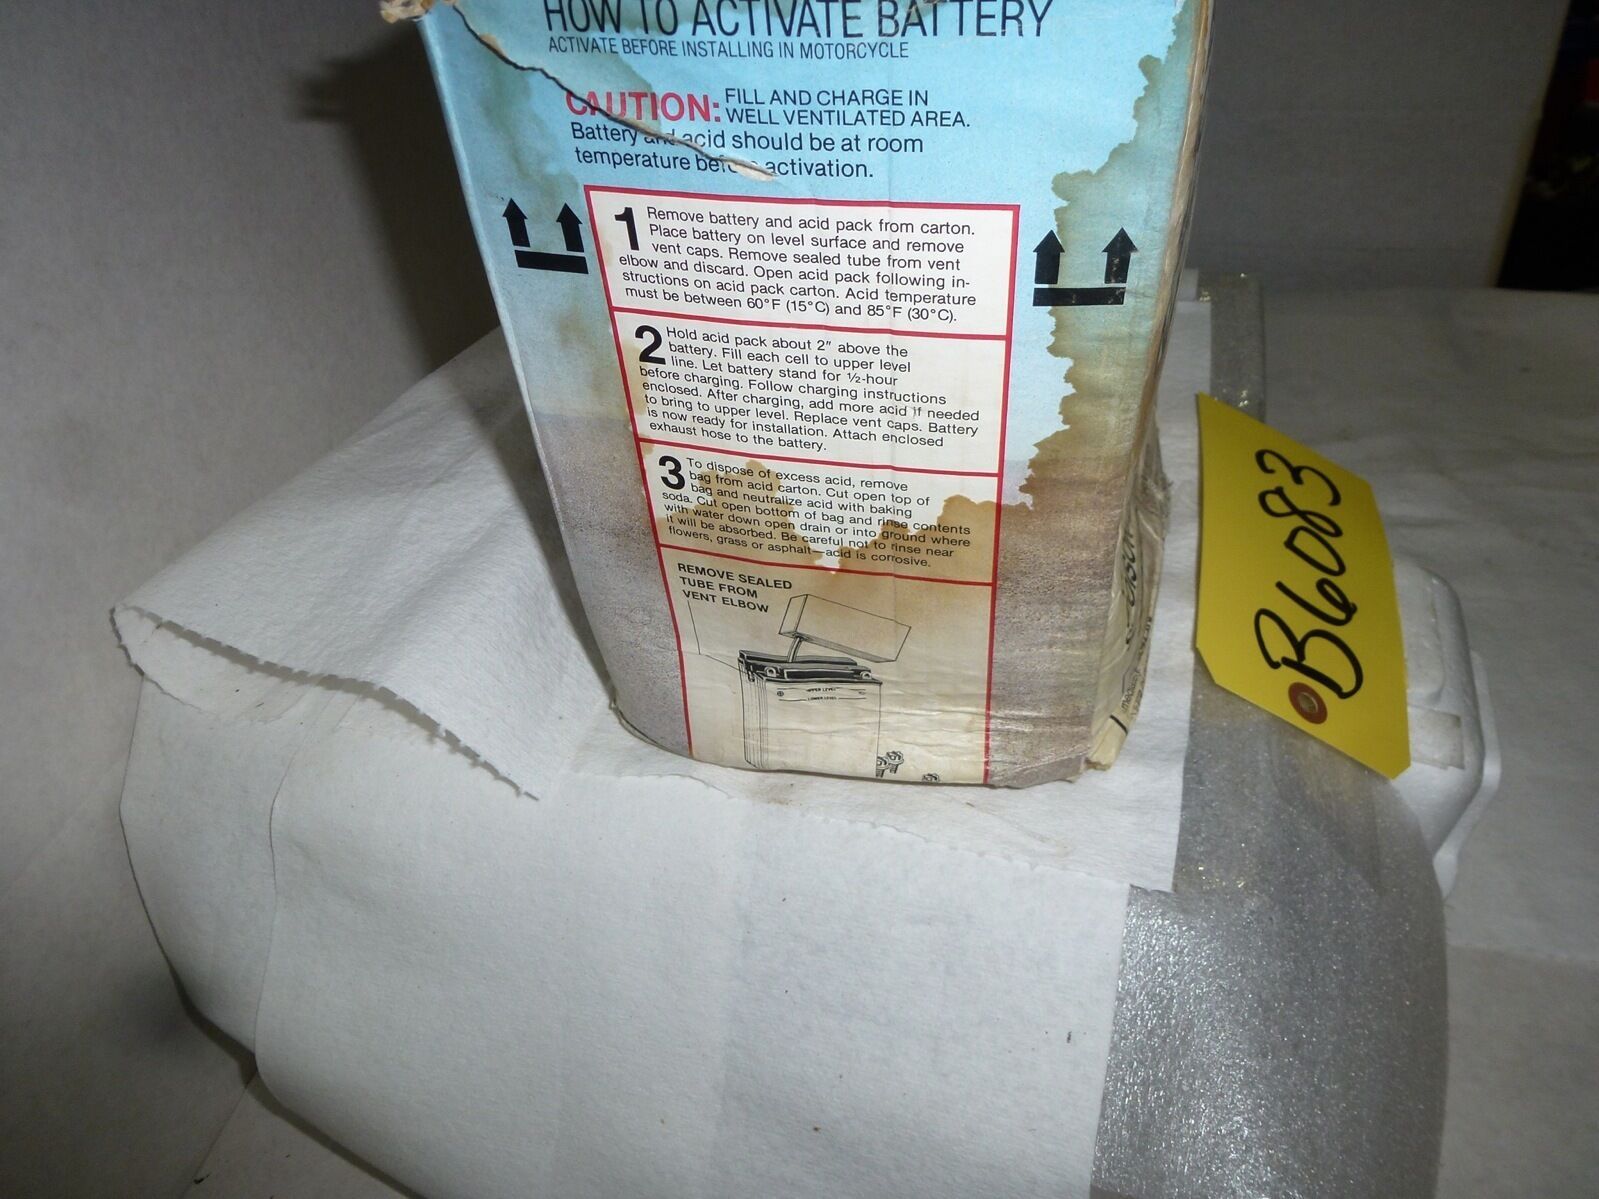 HOW TO ACTIVATE BATTERY
ACTIVATE BEFORE INSTALLING IN MOTORCYCLE
CAUTION: FILL AND CHARGE IN
WELL VENTILATED AREA.
Battery and acid should be at room
temperature before activation.
1 Remove battery and acid pack from carton.
Place battery on level surface and remove
vent caps. Remove sealed tube from vent
elbow and discard. Open acid pack following in-
structions on acid pack carton. Acid temperature
must be between 60°F (15°C) and 85°F (30°C).
2 Hold acid pack about 2" above the
battery. Fill each cell to upper level
line. Let battery stand for ½-hour
before charging. Follow charging instructions
enclosed. After charging, add more acid if needed
to bring to upper level. Replace vent caps. Battery
is now ready for installation. Attach enclosed
exhaust hose to the battery.
3 To dispose of excess acid, remove
bag from acid carton. Cut open top of
bag and neutralize acid with baking
soda. Cut open bottom of bag and rinse contents
with water down open drain or into ground where
it will be absorbed. Be careful not to rinse near
flowers, grass or asphalt—acid is corrosive.
REMOVE SEALED
TUBE FROM
VENT ELBOW
UPPER LEVEL
LOWER LEVEL
B6083